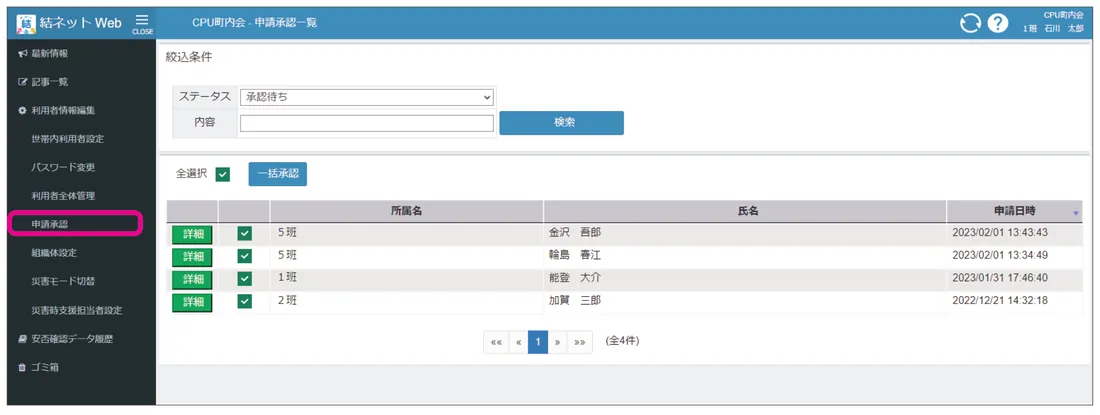 結ネット Web
CLOSE
CPU町内会 - 申請承認一覧
CPU町内会
1班 石川 太郎
最新情報
記事一覧
利用者情報編集
世帯内利用者設定
パスワード変更
利用者全体管理
申請承認
組織体設定
災害モード切替
災害時支援担当者設定
安否確認データ履歴
ゴミ箱
絞込条件
ステータス 承認待ち
内容 検索
全選択 一括承認
所属名 氏名 申請日時
詳細 5班 金沢 吾郎 2023/02/01 13:43:43
詳細 5班 輪島 春江 2023/02/01 13:34:49
詳細 1班 能登 大介 2023/01/31 17:46:40
詳細 2班 加賀 三郎 2022/12/21 14:32:18
«« « 1 » »» (全4件)